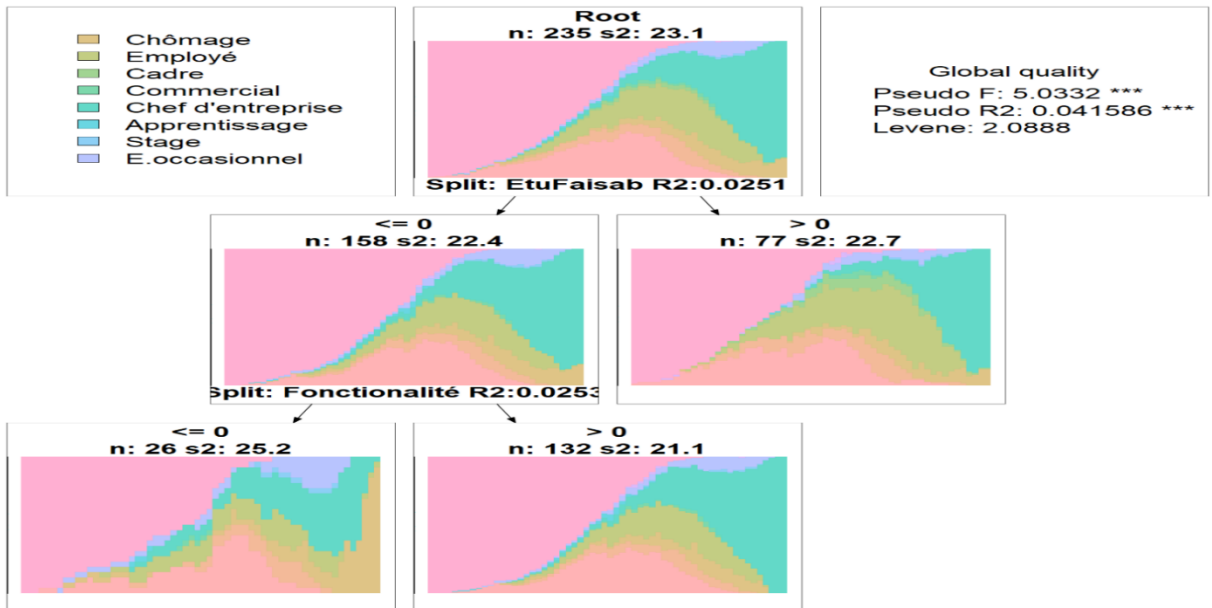 Chômage
Employé
Cadre
Commercial
Chef d'entreprise
Apprentissage
Stage
E.occasionnel
Root
n: 235 s2: 23.1
Split: EtuFaisab R2:0.0251
Global quality
Pseudo F: 5.0332 ***
Pseudo R2: 0.041586 ***
Levene: 2.0888
<= 0
n: 158 s2: 22.4
Split: Fonctionalité R2:0.0253
> 0
n: 77 s2: 22.7
<= 0
n: 26 s2: 25.2
> 0
n: 132 s2: 21.1